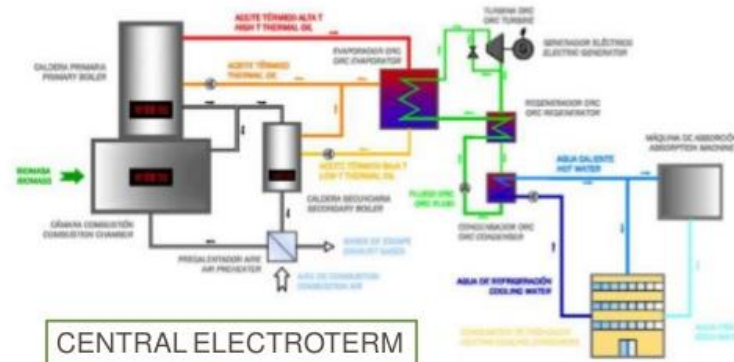 ACEITE TÉRMICO ALTA T
HIGH T THERMAL OIL
TURBINA ORC
ORC TURBINE
CALDERA PRIMARIA
PRIMARY BOILER
ACEITE TÉRMICO
THERMAL OIL
EVAPORADOR ORC
ORC EVAPORATOR
GENERADOR ELÉCTRICO
ELECTRIC GENERATOR
REGENERADOR ORC
ORC REGENERATOR
MÁQUINA DE ABSORCIÓN
ABSORPTION MACHINE
BIOMASA
BIOMASS
ACEITE TÉRMICO BAJA T
LOW T THERMAL OIL
AGUA CALIENTE
HOT WATER
CALDERA SECUNDARIA
SECONDARY BOILER
FLUIDO ORC
ORC FLUID
CÁMARA COMBUSTIÓN
COMBUSTION CHAMBER
CONDENSADOR ORC
ORC CONDENSER
PRECALENTADOR AIRE
AIR PREHEATER
GASES DE ESCAPE
EXHAUST GASES
AIRE DE COMBUSTIÓN
COMBUSTION AIR
AGUA DE REFRIGERACIÓN
COOLING WATER
CENTRAL ELECTROTERM